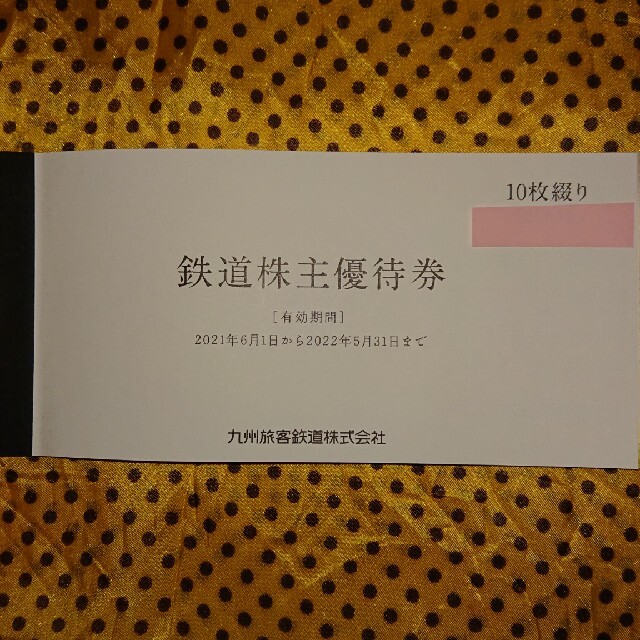 10枚綴り
鉄道株主優待券
[有効期間]
2021年6月1日から2022年5月31日まで
九州旅客鉄道株式会社